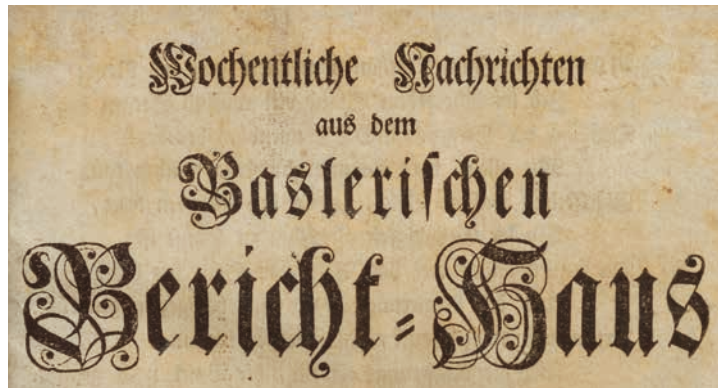 Wochentliche Nachrichten
aus dem
Baslerischen
Bericht-Haus